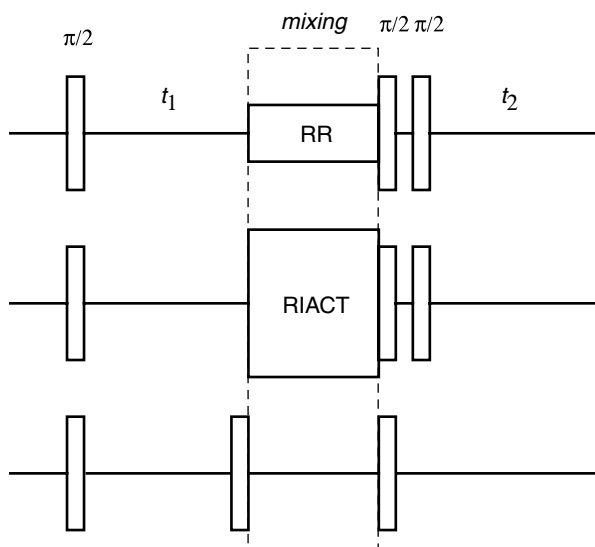 mixing
π/2 π/2 π/2
t1 t2
RR
RIACT